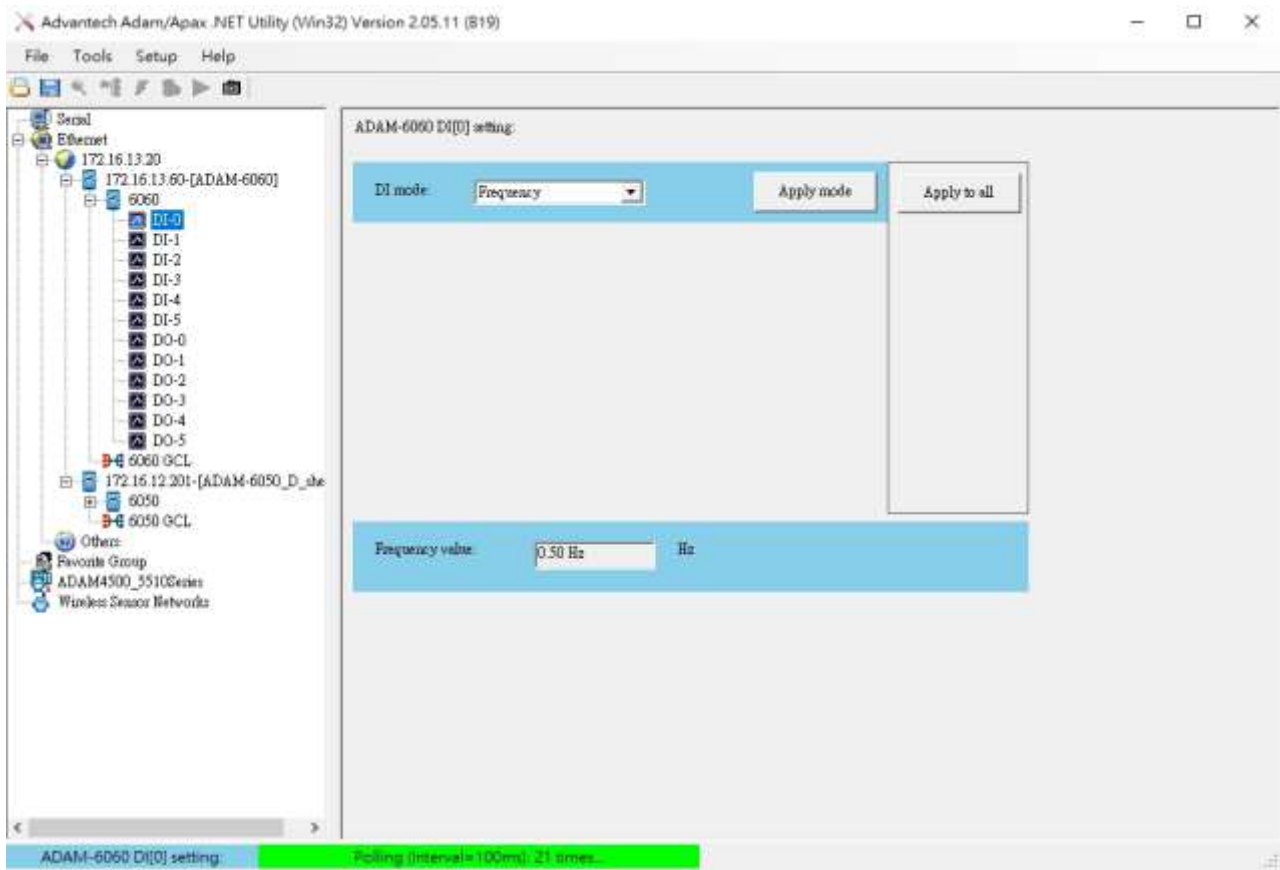 Advantech Adam/Apax .NET Utility (Win32) Version 2.05.11 (B19)
File Tools Setup Help
Serial
Ethernet
172.16.13.20
172.16.13.60-[ADAM-6060]
6060
DI-0
DI-1
DI-2
DI-3
DI-4
DI-5
DO-0
DO-1
DO-2
DO-3
DO-4
DO-5
6060 GCL
172.16.12.201-[ADAM-6050_D_she
6050
6050 GCL
Others
Favorite Group
ADAM4500_5510Series
Wireless Sensor Networks
ADAM-6060 DI[0] setting:
DI mode: Frequency Apply mode Apply to all
Frequency value: 0.50 Hz Hz
ADAM-6060 DI[0] setting: Polling (Interval=100ms): 21 times...